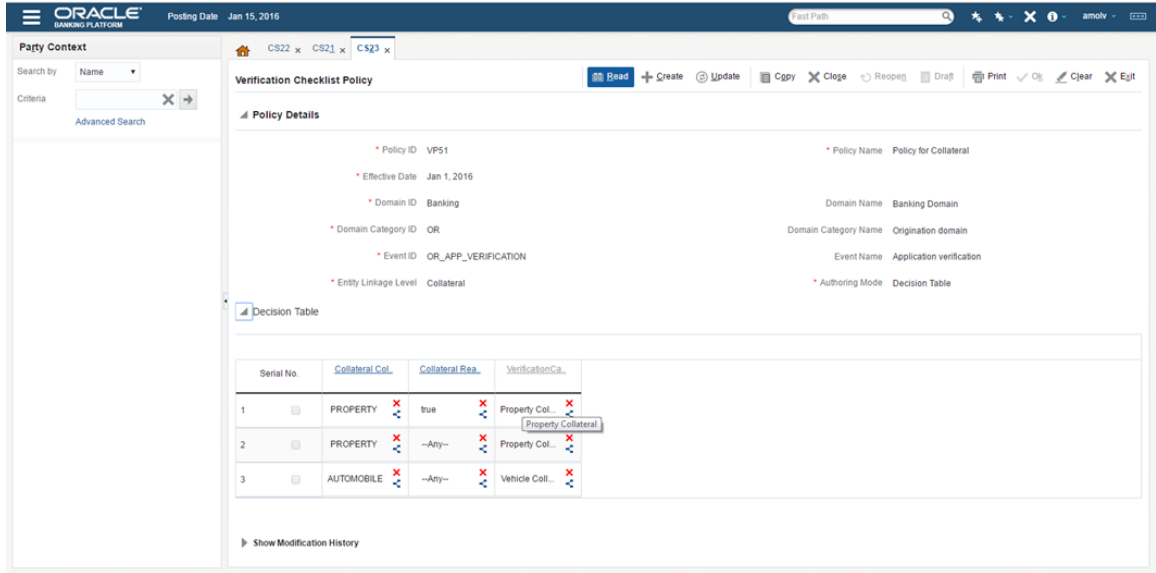 ORACLE
BANKING PLATFORM
Posting Date Jan 15, 2016
Fast Path
amolv
Party Context
Search by Name
Criteria
Advanced Search
CS22 x CS21 x CS23 x
Verification Checklist Policy
Read Create Update Copy Close Reopen Draft Print Ok Clear Exit
Policy Details
* Policy ID VP51
* Policy Name Policy for Collateral
* Effective Date Jan 1, 2016
* Domain ID Banking
Domain Name Banking Domain
* Domain Category ID OR
Domain Category Name Origination domain
* Event ID OR_APP_VERIFICATION
Event Name Application verification
* Entity Linkage Level Collateral
* Authoring Mode Decision Table
Decision Table
Serial No. Collateral Col.. Collateral Rea.. VerificationCa..
1 PROPERTY true Property Col...
Property Collateral
2 PROPERTY --Any-- Property Col...
3 AUTOMOBILE --Any-- Vehicle Coll...
Show Modification History